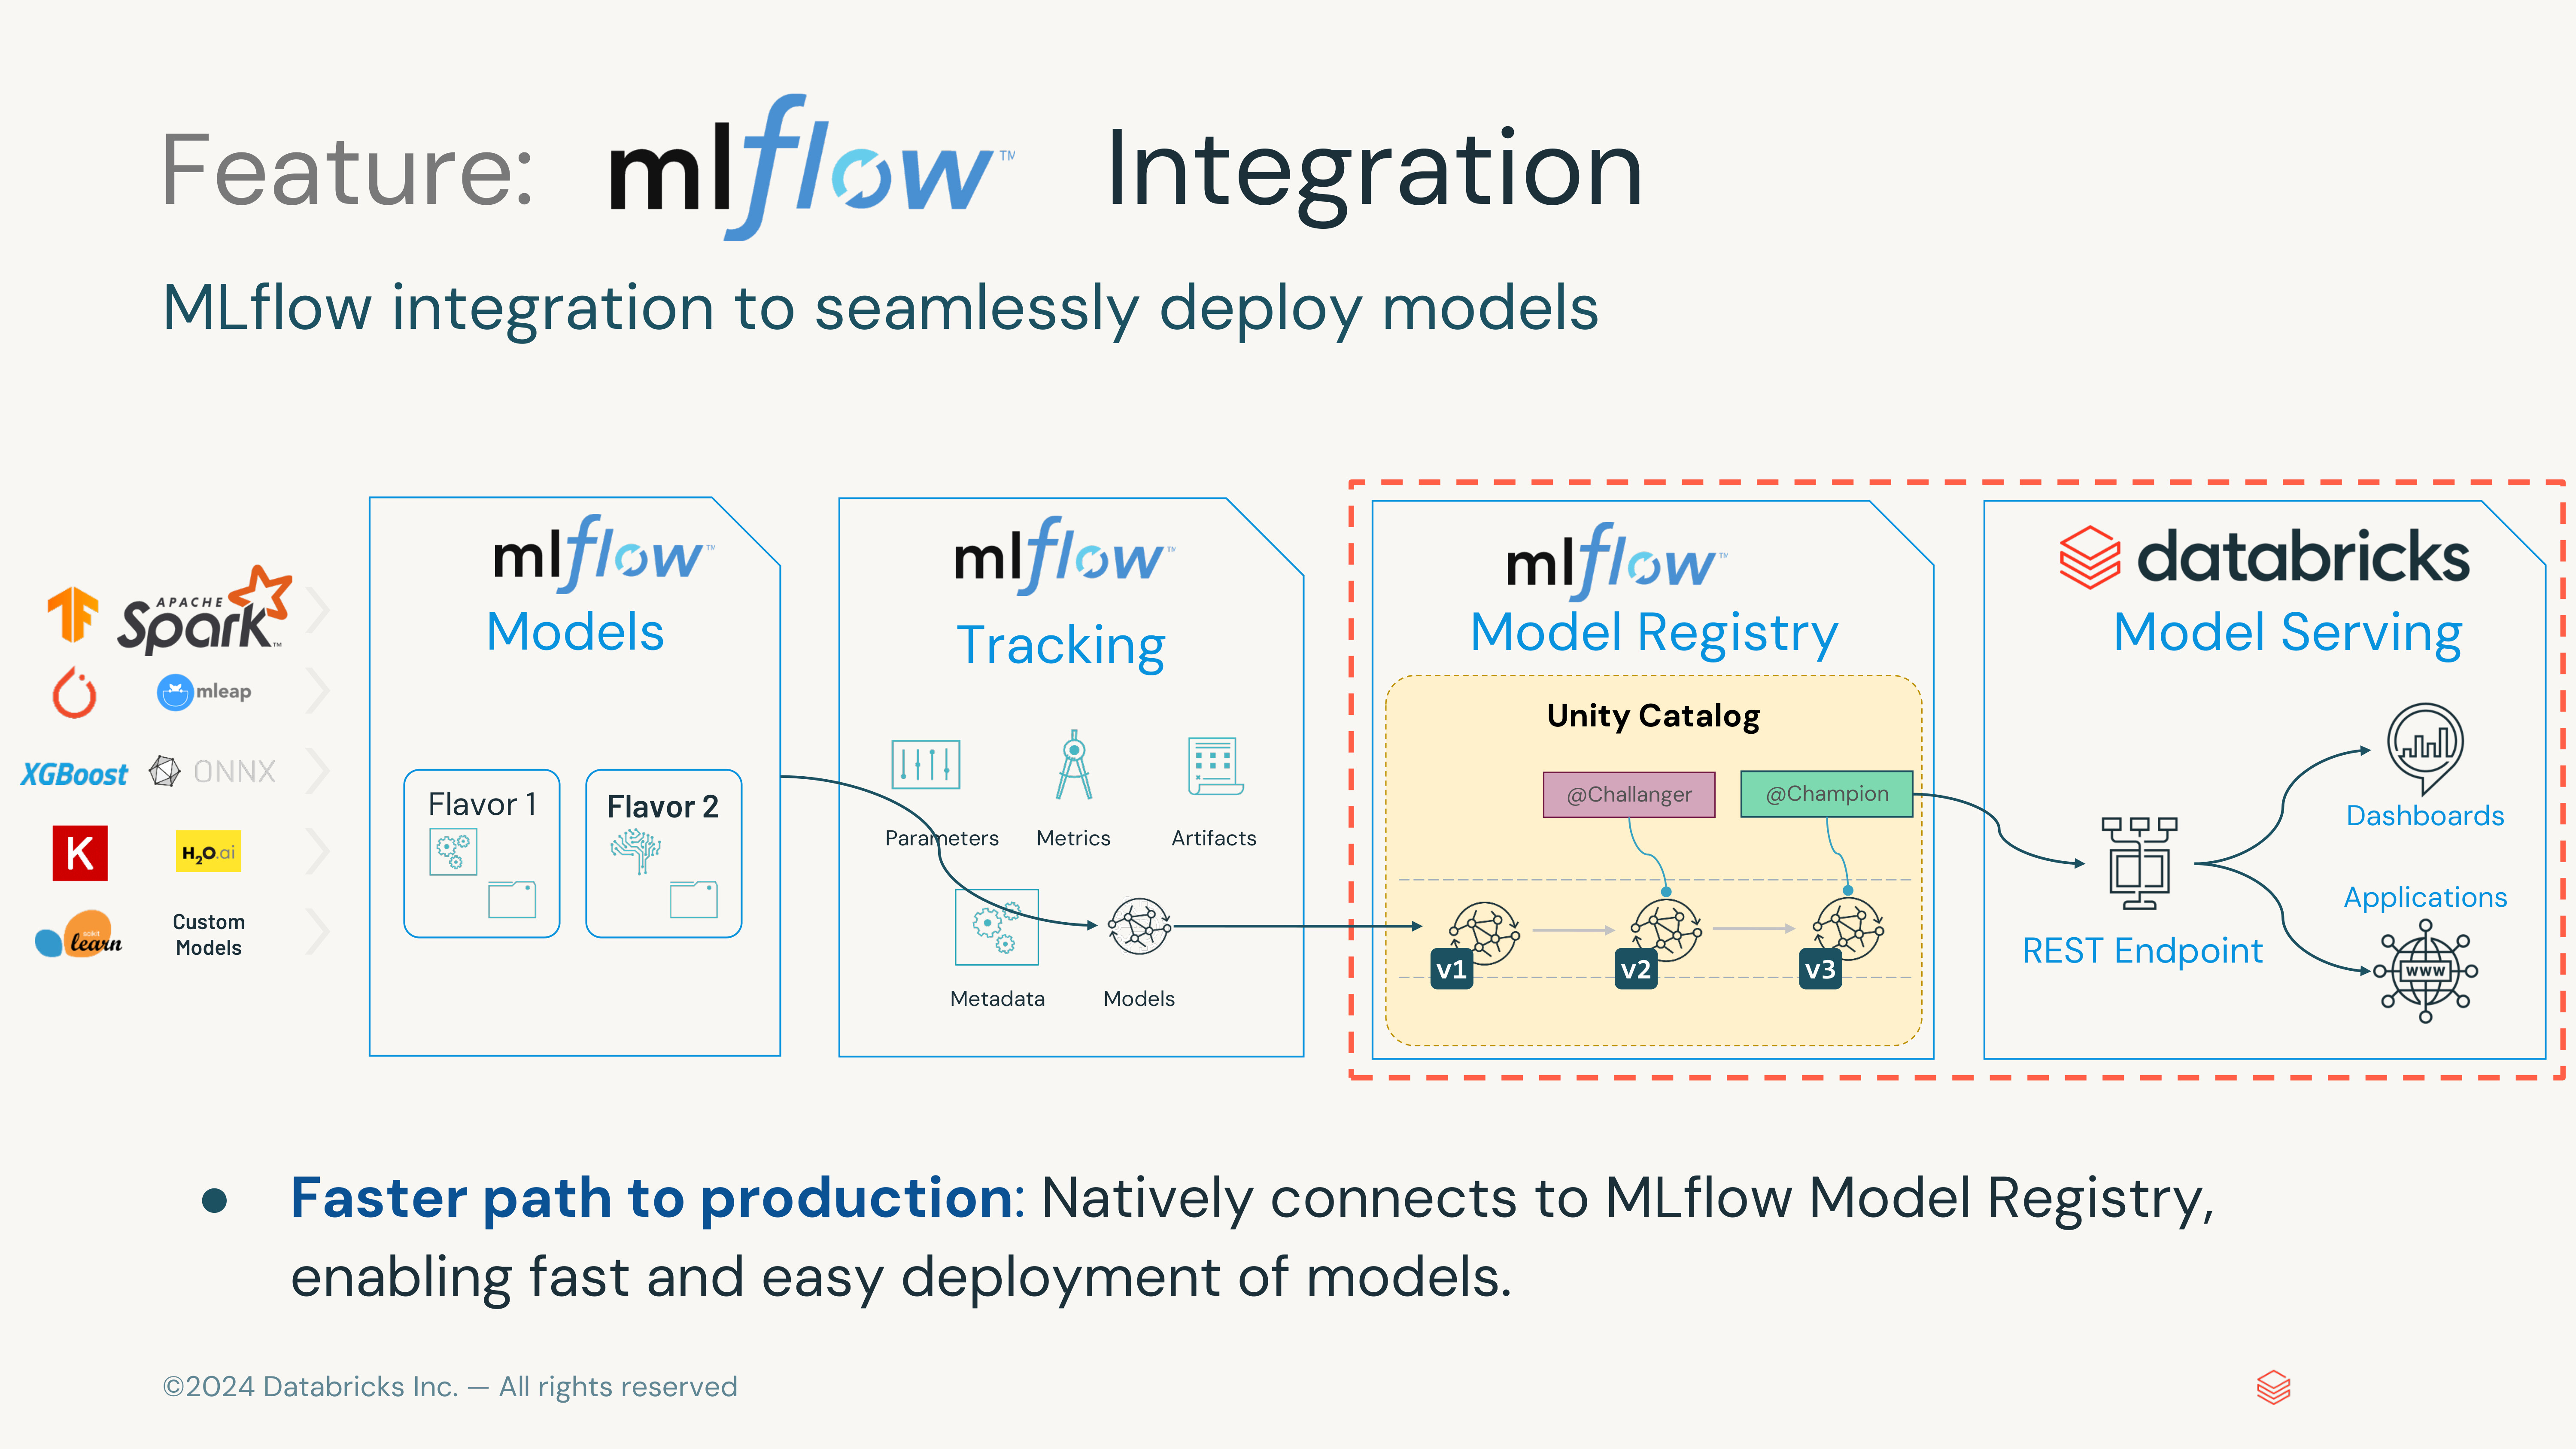 Feature: mlflow™ Integration
MLflow integration to seamlessly deploy models
APACHE
Spark™
mleap
XGBoost
ONNX
K
H2O.ai
scikit
learn
Custom
Models
mlflow™
Models
Flavor 1
Flavor 2
mlflow™
Tracking
Parameters
Metrics
Artifacts
Metadata
Models
mlflow™
Model Registry
Unity Catalog
@Challanger
@Champion
v1
v2
v3
databricks
Model Serving
REST Endpoint
Dashboards
Applications
www
● Faster path to production: Natively connects to MLflow Model Registry,
enabling fast and easy deployment of models.
©2024 Databricks Inc. — All rights reserved